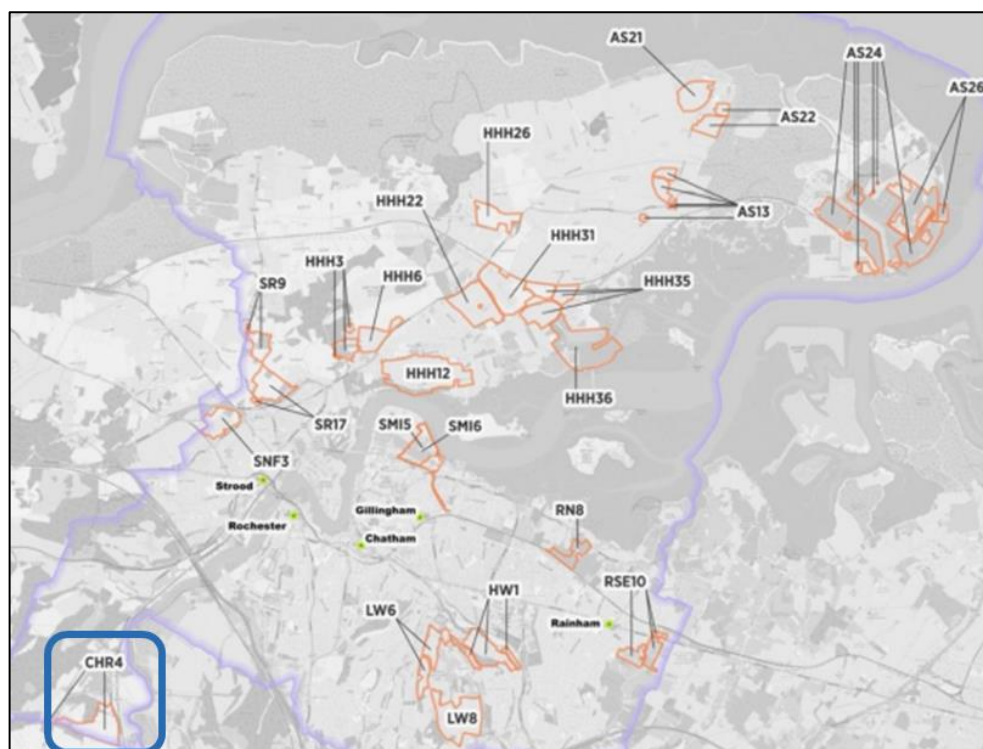 AS21
AS24
AS26
AS22
HHH26
HHH22
AS13
HHH31
HHH3
HHH6
SR9
HHH35
HHH12
HHH36
SR17
SMI5
SMI6
SNF3
Strood
Rochester
Gillingham
Chatham
RN8
RSE10
HW1
LW6
Rainham
CHR4
LW8